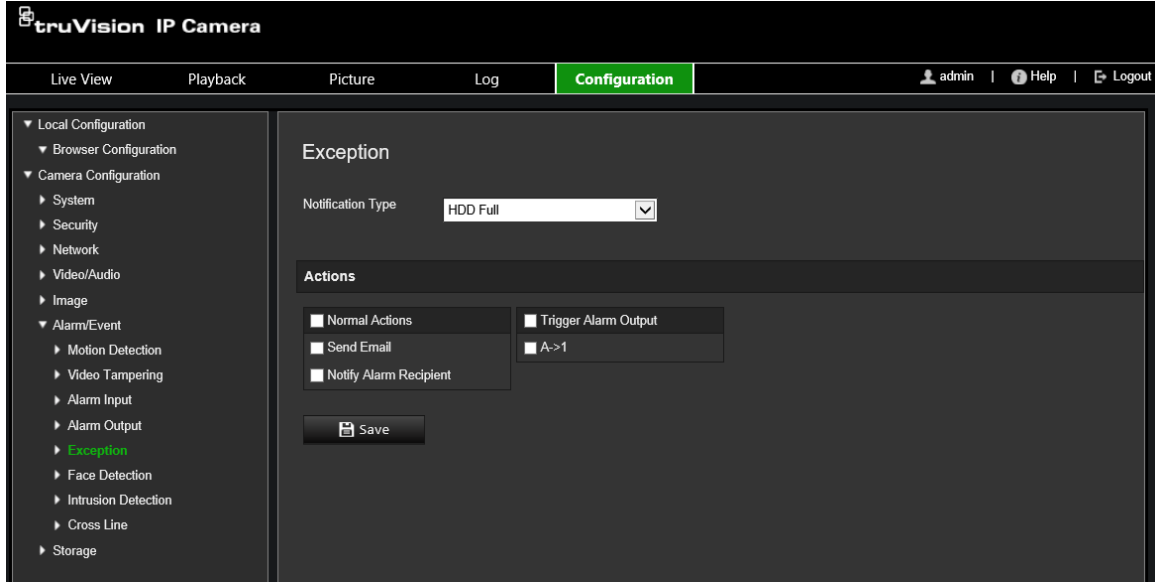 truVision IP Camera
Live View Playback Picture Log Configuration admin | Help | Logout
Local Configuration
Browser Configuration
Camera Configuration
System
Security
Network
Video/Audio
Image
Alarm/Event
Motion Detection
Video Tampering
Alarm Input
Alarm Output
Exception
Face Detection
Intrusion Detection
Cross Line
Storage
Exception
Notification Type HDD Full
Actions
Normal Actions Trigger Alarm Output
Send Email A->1
Notify Alarm Recipient
Save